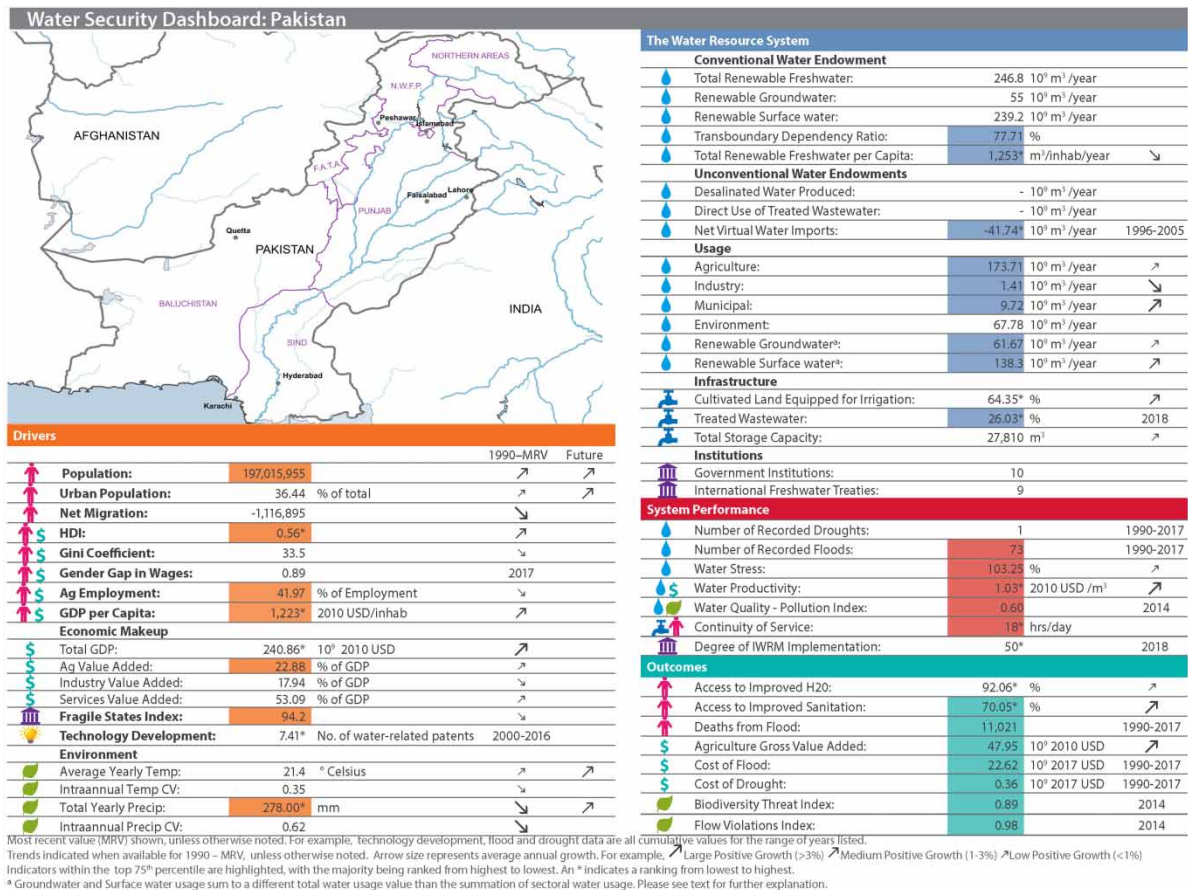 Water Security Dashboard: Pakistan
NORTHERN AREAS
N.W.F.P.
Peshawar
Islamabad
AFGHANISTAN
F.A.T.A.
Faisalabad
Lahore
PUNJAB
Quetta
PAKISTAN
BALUCHISTAN
INDIA
SIND
Hyderabad
Karachi
Drivers
1990–MRV Future
Population: 197,015,955 ↗ ↗
Urban Population: 36.44 % of total ↗ ↗
Net Migration: -1,116,895 ↘
$ HDI: 0.56* ↗
$ Gini Coefficient: 33.5 ↘
$ Gender Gap in Wages: 0.89 2017
$ Ag Employment: 41.97 % of Employment ↘
$ GDP per Capita: 1,223* 2010 USD/inhab ↗
Economic Makeup
$ Total GDP: 240.86* 10⁹ 2010 USD ↗
$ Ag Value Added: 22.88 % of GDP ↗
$ Industry Value Added: 17.94 % of GDP ↘
$ Services Value Added: 53.09 % of GDP ↗
Fragile States Index: 94.2 ↘
Technology Development: 7.41* No. of water-related patents 2000-2016
Environment
Average Yearly Temp: 21.4 ° Celsius ↗ ↗
Intraannual Temp CV: 0.35 ↘
Total Yearly Precip: 278.00* mm ↘ ↗
Intraannual Precip CV: 0.62 ↘
The Water Resource System
Conventional Water Endowment
Total Renewable Freshwater: 246.8 10⁹ m³ /year
Renewable Groundwater: 55 10⁹ m³ /year
Renewable Surface water: 239.2 10⁹ m³ /year
Transboundary Dependency Ratio: 77.71 %
Total Renewable Freshwater per Capita: 1,253* m³/inhab/year ↘
Unconventional Water Endowments
Desalinated Water Produced: - 10⁹ m³ /year
Direct Use of Treated Wastewater: - 10⁹ m³ /year
Net Virtual Water Imports: -41.74* 10⁹ m³ /year 1996-2005
Usage
Agriculture: 173.71 10⁹ m³ /year ↗
Industry: 1.41 10⁹ m³ /year ↘
Municipal: 9.72 10⁹ m³ /year ↗
Environment: 67.78 10⁹ m³ /year
Renewable Groundwaterᵃ: 61.67 10⁹ m³ /year ↗
Renewable Surface waterᵃ: 138.3 10⁹ m³ /year ↗
Infrastructure
Cultivated Land Equipped for Irrigation: 64.35* % ↗
Treated Wastewater: 26.03* % 2018
Total Storage Capacity: 27,810 m³ ↗
Institutions
Government Institutions: 10
International Freshwater Treaties: 9
System Performance
Number of Recorded Droughts: 1 1990-2017
Number of Recorded Floods: 73 1990-2017
Water Stress: 103.25 % ↗
$ Water Productivity: 1.03* 2010 USD /m³ ↗
Water Quality - Pollution Index: 0.60 2014
Continuity of Service: 18* hrs/day
Degree of IWRM Implementation: 50* 2018
Outcomes
Access to Improved H20: 92.06* % ↗
Access to Improved Sanitation: 70.05* % ↗
Deaths from Flood: 11,021 1990-2017
$ Agriculture Gross Value Added: 47.95 10⁹ 2010 USD ↗
$ Cost of Flood: 22.62 10⁹ 2017 USD 1990-2017
$ Cost of Drought: 0.36 10⁹ 2017 USD 1990-2017
Biodiversity Threat Index: 0.89 2014
Flow Violations Index: 0.98 2014
Most recent value (MRV) shown, unless otherwise noted. For example, technology development, flood and drought data are all cumulative values for the range of years listed.
Trends indicated when available for 1990 – MRV, unless otherwise noted. Arrow size represents average annual growth. For example, ↗ Large Positive Growth (>3%) ↗ Medium Positive Growth (1-3%) ↗ Low Positive Growth (<1%)
Indicators within the top 75ᵗʰ percentile are highlighted, with the majority being ranked from highest to lowest. An * indicates a ranking from lowest to highest.
ᵃ Groundwater and Surface water usage sum to a different total water usage value than the summation of sectoral water usage. Please see text for further explanation.